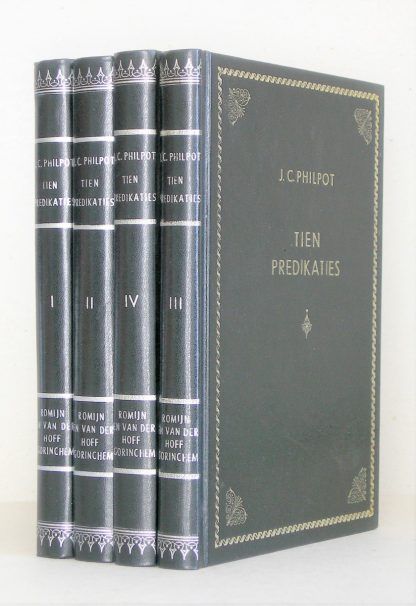 J.C. PHILPOT
TIEN
PREDIKATIES
I
ROMIJN
EN VAN DER
HOFF
GORINCHEM
J.C. PHILPOT
TIEN
PREDIKATIES
II
ROMIJN
EN VAN DER
HOFF
GORINCHEM
J.C. PHILPOT
TIEN
PREDIKATIES
IV
ROMIJN
EN VAN DER
HOFF
GORINCHEM
J.C. PHILPOT
TIEN
PREDIKATIES
III
ROMIJN
EN VAN DER
HOFF
GORINCHEM
J.C. PHILPOT
TIEN
PREDIKATIES